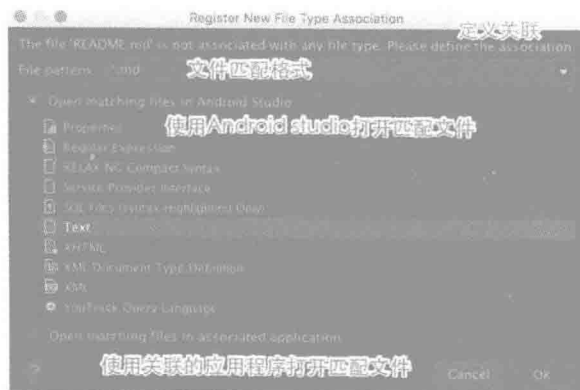 Register New File Type Association
定义关联
The file 'README.md' is not associated with any file type. Please define the association
File pattern: *.md
文件匹配格式
Open matching files in Android Studio
使用Android studio打开匹配文件
Properties
Regular Expression
RELAX NG Compact Syntax
Service Provider Interface
SQL Files (syntax Highlighting Only)
Text
XHTML
XML Document Type Definition
XML
YouTrack Query Language
Open matching files in associated application
使用关联的应用程序打开匹配文件
?
Cancel
OK